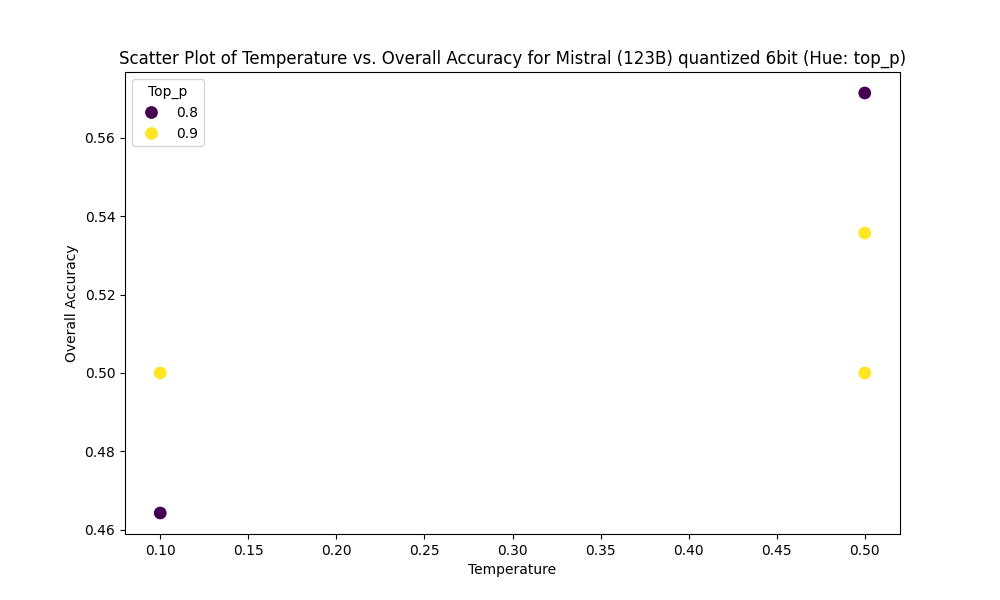 Scatter Plot of Temperature vs. Overall Accuracy for Mistral (123B) quantized 6bit (Hue: top_p)
Top_p
0.8
0.9
Overall Accuracy
0.56
0.54
0.52
0.50
0.48
0.46
0.10 0.15 0.20 0.25 0.30 0.35 0.40 0.45 0.50
Temperature